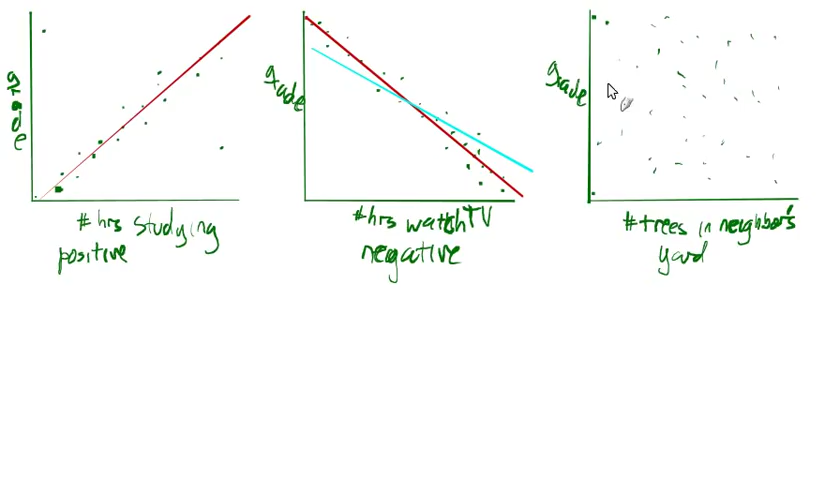 grade
# hrs studying
positive
grade
# hrs watch TV
negative
grade
# trees in neighbor's
yard